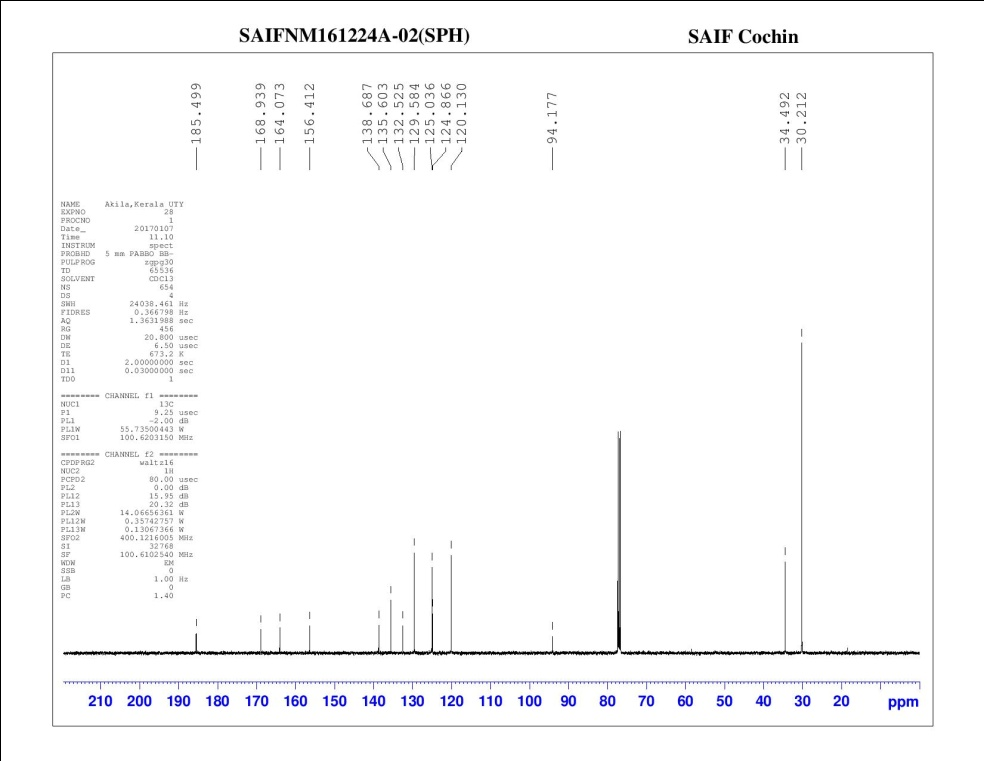 SAIFNM161224A-02(SPH) SAIF Cochin
185.499
168.939
164.073
156.412
138.687
135.603
132.525
129.584
125.036
124.866
120.130
94.177
34.492
30.212
NAME Akila,Kerala UTY
EXPNO 28
PROCNO 1
Date_ 20170107
Time 11.10
INSTRUM spect
PROBHD 5 mm PABBO BB-
PULPROG zgpg30
TD 65536
SOLVENT CDCl3
NS 654
DS 4
SWH 24038.461 Hz
FIDRES 0.366798 Hz
AQ 1.3631988 sec
RG 456
DW 20.800 usec
DE 6.50 usec
TE 673.2 K
D1 2.00000000 sec
D11 0.03000000 sec
TD0 1
======== CHANNEL f1 ========
NUC1 13C
P1 9.25 usec
PL1 -2.00 dB
PL1W 55.73500443 W
SFO1 100.6203150 MHz
======== CHANNEL f2 ========
CPDPRG2 waltz16
NUC2 1H
PCPD2 80.00 usec
PL2 0.00 dB
PL12 15.95 dB
PL13 20.32 dB
PL2W 14.06656361 W
PL12W 0.35742757 W
PL13W 0.13067366 W
SFO2 400.1216005 MHz
SI 32768
SF 100.6102540 MHz
WDW EM
SSB 0
LB 1.00 Hz
GB 0
PC 1.40
210 200 190 180 170 160 150 140 130 120 110 100 90 80 70 60 50 40 30 20 ppm